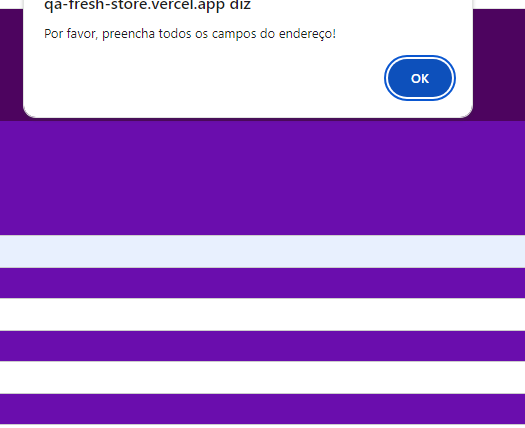 qa-fresh-store.vercel.app diz
Por favor, preencha todos os campos do endereço!
OK